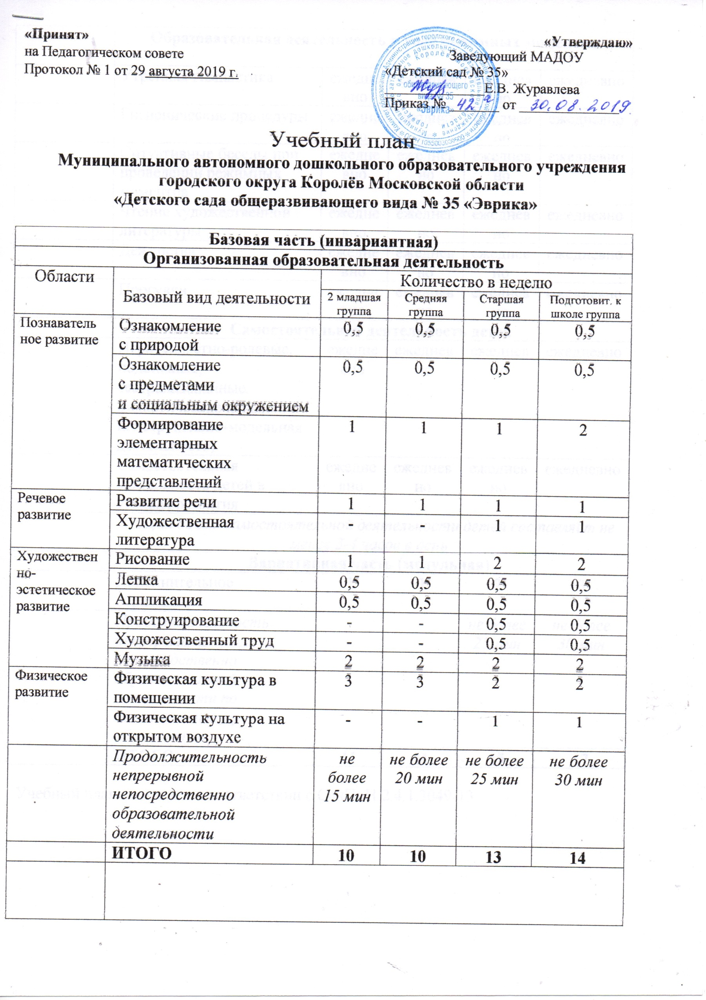 «Принят»
на Педагогическом совете
Протокол № 1 от 29 августа 2019 г.
«Утверждаю»
Заведующий МАДОУ
«Детский сад № 35»
Е.В. Журавлева
Приказ № 42 а от 30.08.2019
общеразвивающего
вида № 35
«Эврика»
Учебный план
Муниципального автономного дошкольного образовательного учреждения
городского округа Королёв Московской области
«Детского сада общеразвивающего вида № 35 «Эврика»
Базовая часть (инвариантная)
Организованная образовательная деятельность
Области
Базовый вид деятельности
Количество в неделю
2 младшая группа
Средняя группа
Старшая группа
Подготовит. к школе группа
Познаватель
ное развитие
Ознакомление
с природой
0,5 0,5 0,5 0,5
Ознакомление
с предметами
и социальным окружением
0,5 0,5 0,5 0,5
Формирование
элементарных
математических
представлений
1 1 1 2
Речевое
развитие
Развитие речи 1 1 1 1
Художественная
литература
- - 1 1
Художествен
но-
эстетическое
развитие
Рисование 1 1 2 2
Лепка 0,5 0,5 0,5 0,5
Аппликация 0,5 0,5 0,5 0,5
Конструирование - - 0,5 0,5
Художественный труд - - 0,5 0,5
Музыка 2 2 2 2
Физическое
развитие
Физическая культура в
помещении
3 3 2 2
Физическая культура на
открытом воздухе
- - 1 1
Продолжительность
непрерывной
непосредственно
образовательной
деятельности
не
более
15 мин
не более
20 мин
не более
25 мин
не более
30 мин
ИТОГО 10 10 13 14